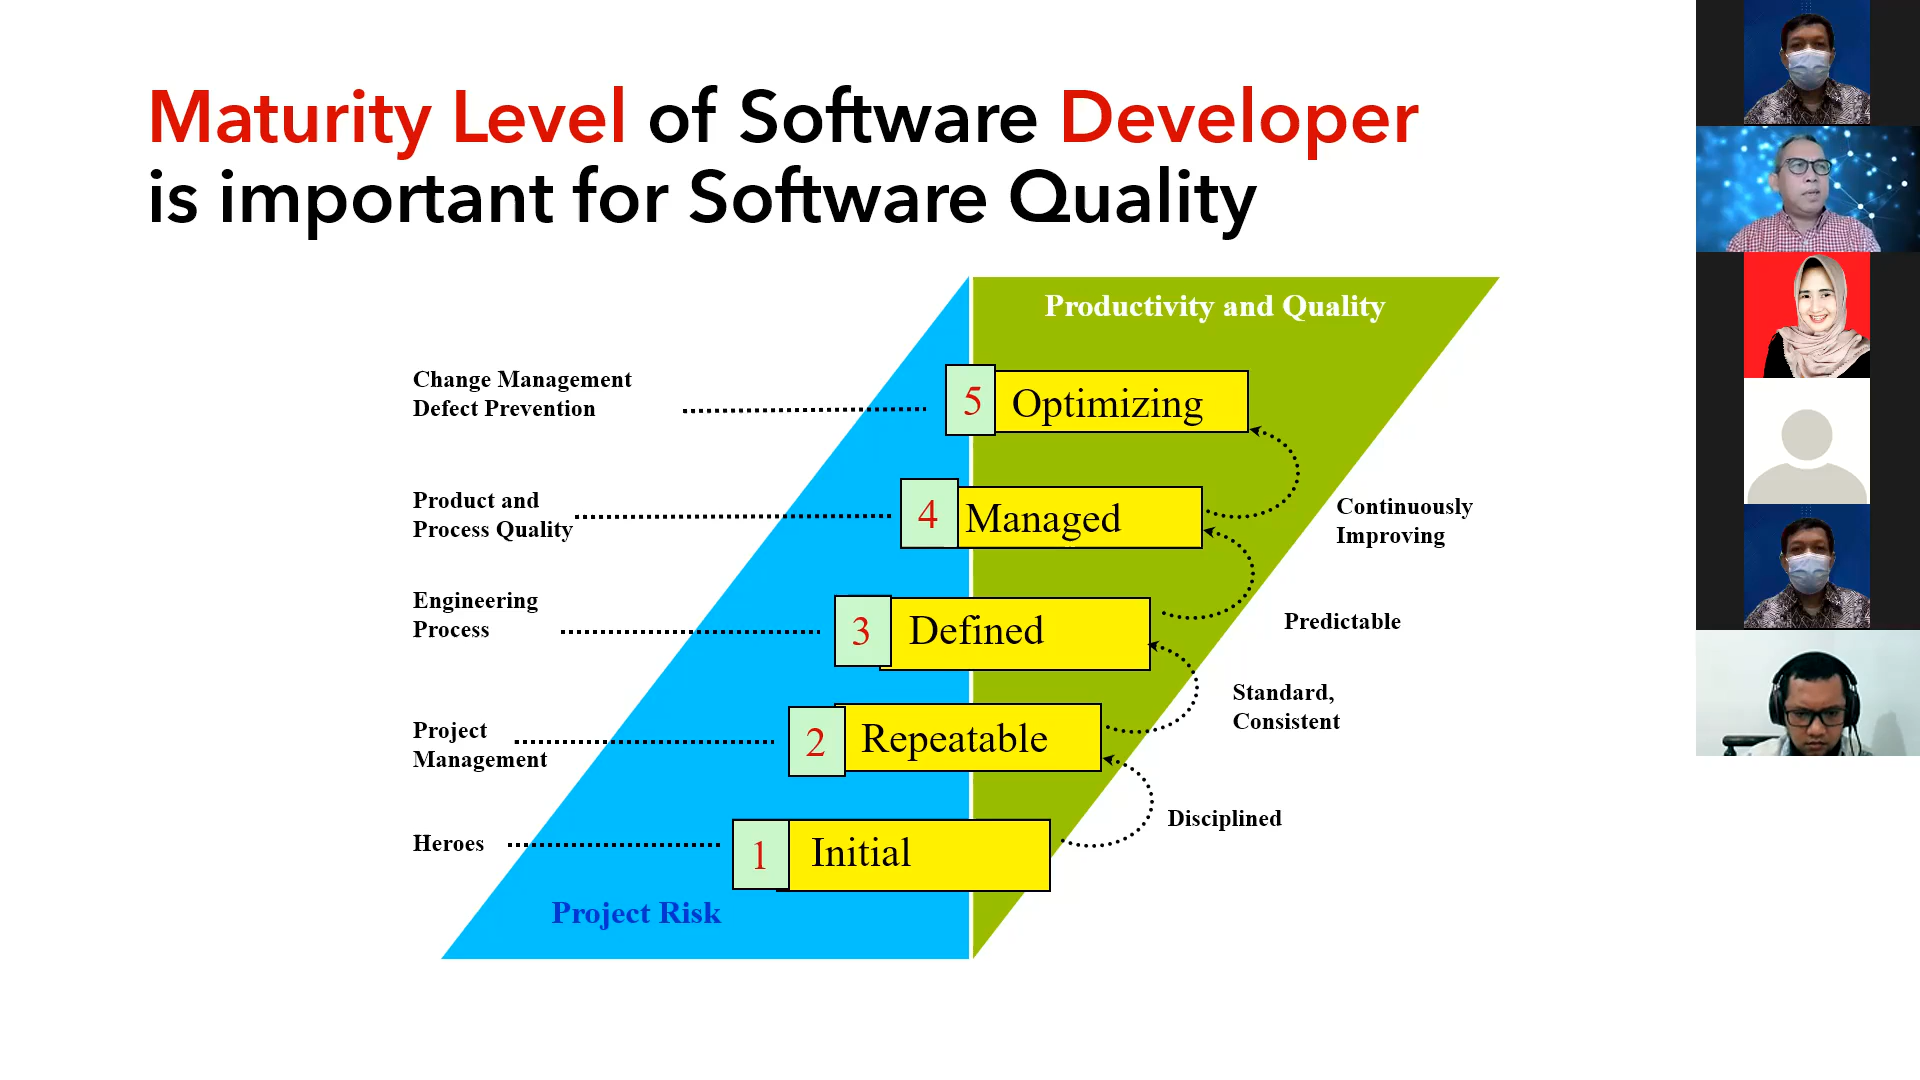 Maturity Level of Software Developer
is important for Software Quality
Productivity and Quality
Change Management
Defect Prevention
5
Optimizing
Product and
Process Quality
4
Managed
Continuously
Improving
Engineering
Process
3
Defined
Predictable
Standard,
Consistent
Project
Management
2
Repeatable
Disciplined
Heroes
1
Initial
Project Risk